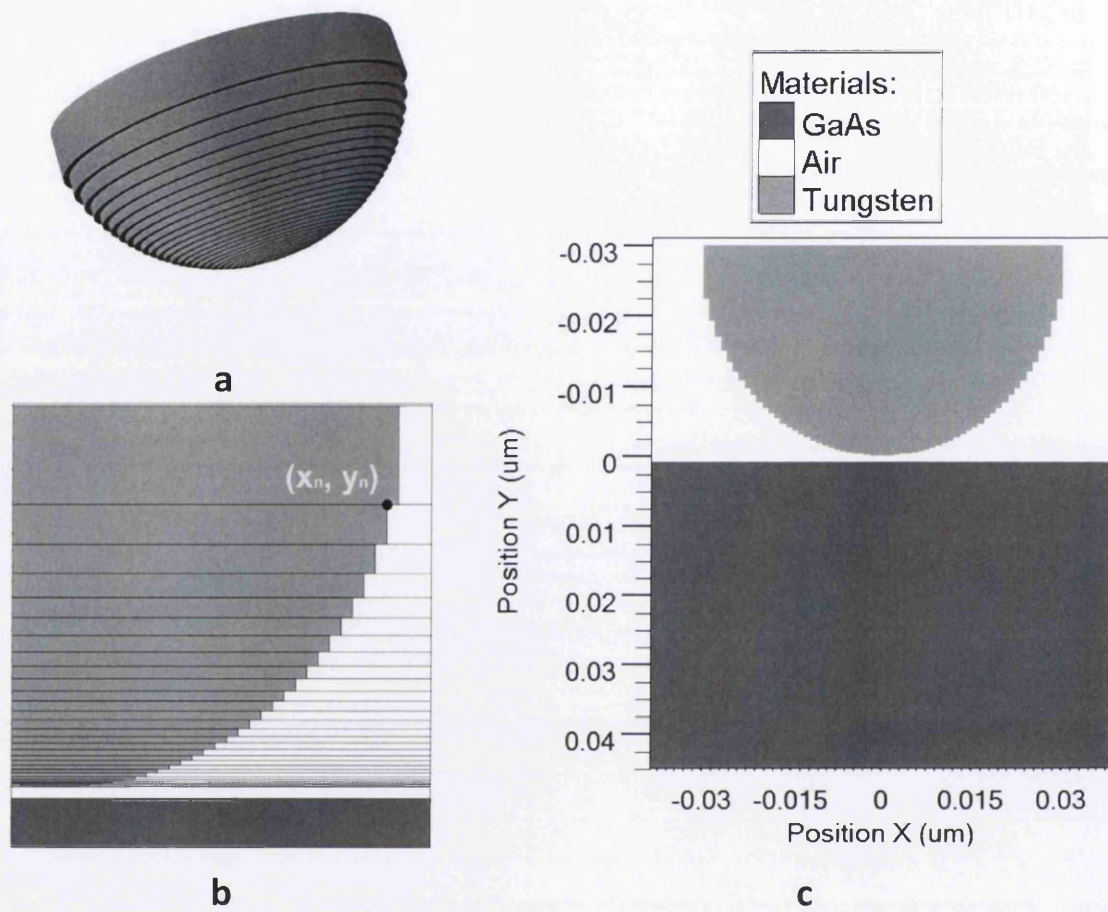 Materials:
GaAs
Air
Tungsten
a
(xₙ, yₙ)
b
-0.03
-0.02
-0.01
0
0.01
0.02
0.03
0.04
Position Y (um)
-0.03 -0.015 0 0.015 0.03
Position X (um)
c